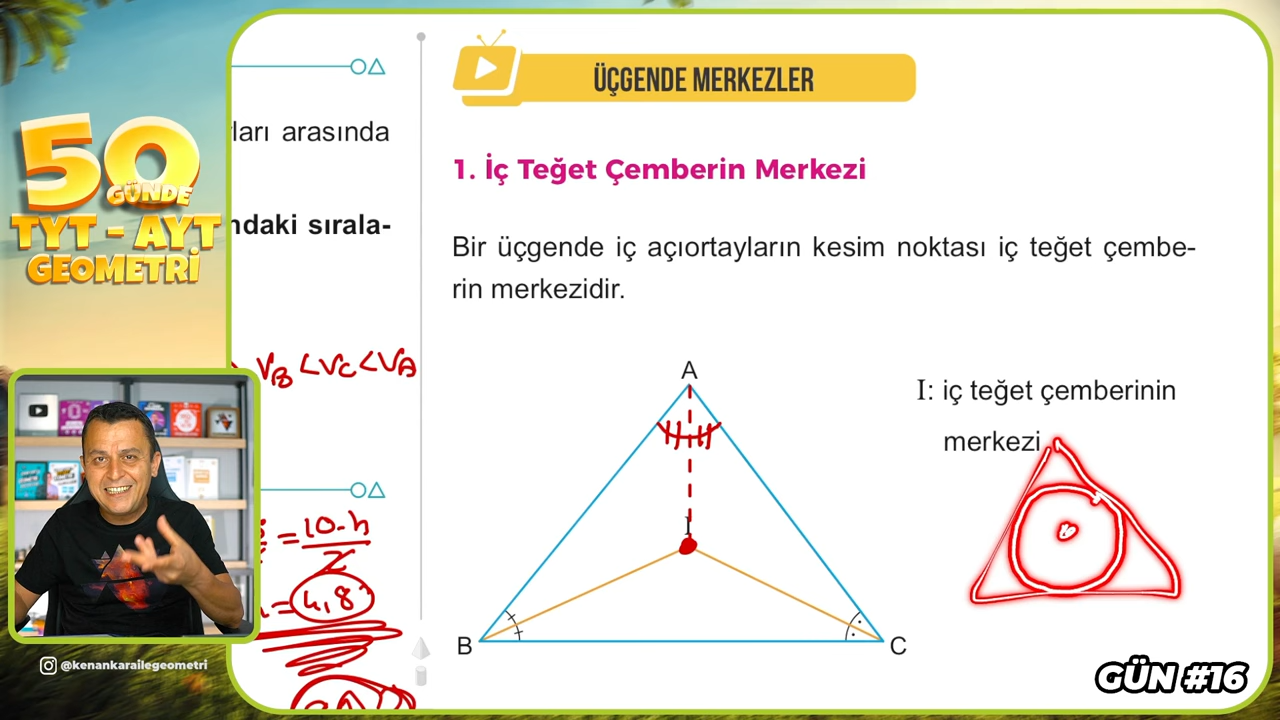 50
GÜNDE
TYT - AYT
GEOMETRİ
ları arasında
ndaki sırala-
V_B < V_C < V_A
= 10-h
2
= 4,8
@kenankarailegeometri
ÜÇGENDE MERKEZLER
1. İç Teğet Çemberin Merkezi
Bir üçgende iç açıortayların kesim noktası iç teğet çembe-
rin merkezidir.
I: iç teğet çemberinin
merkezi
A
I
B
C
GÜN #16